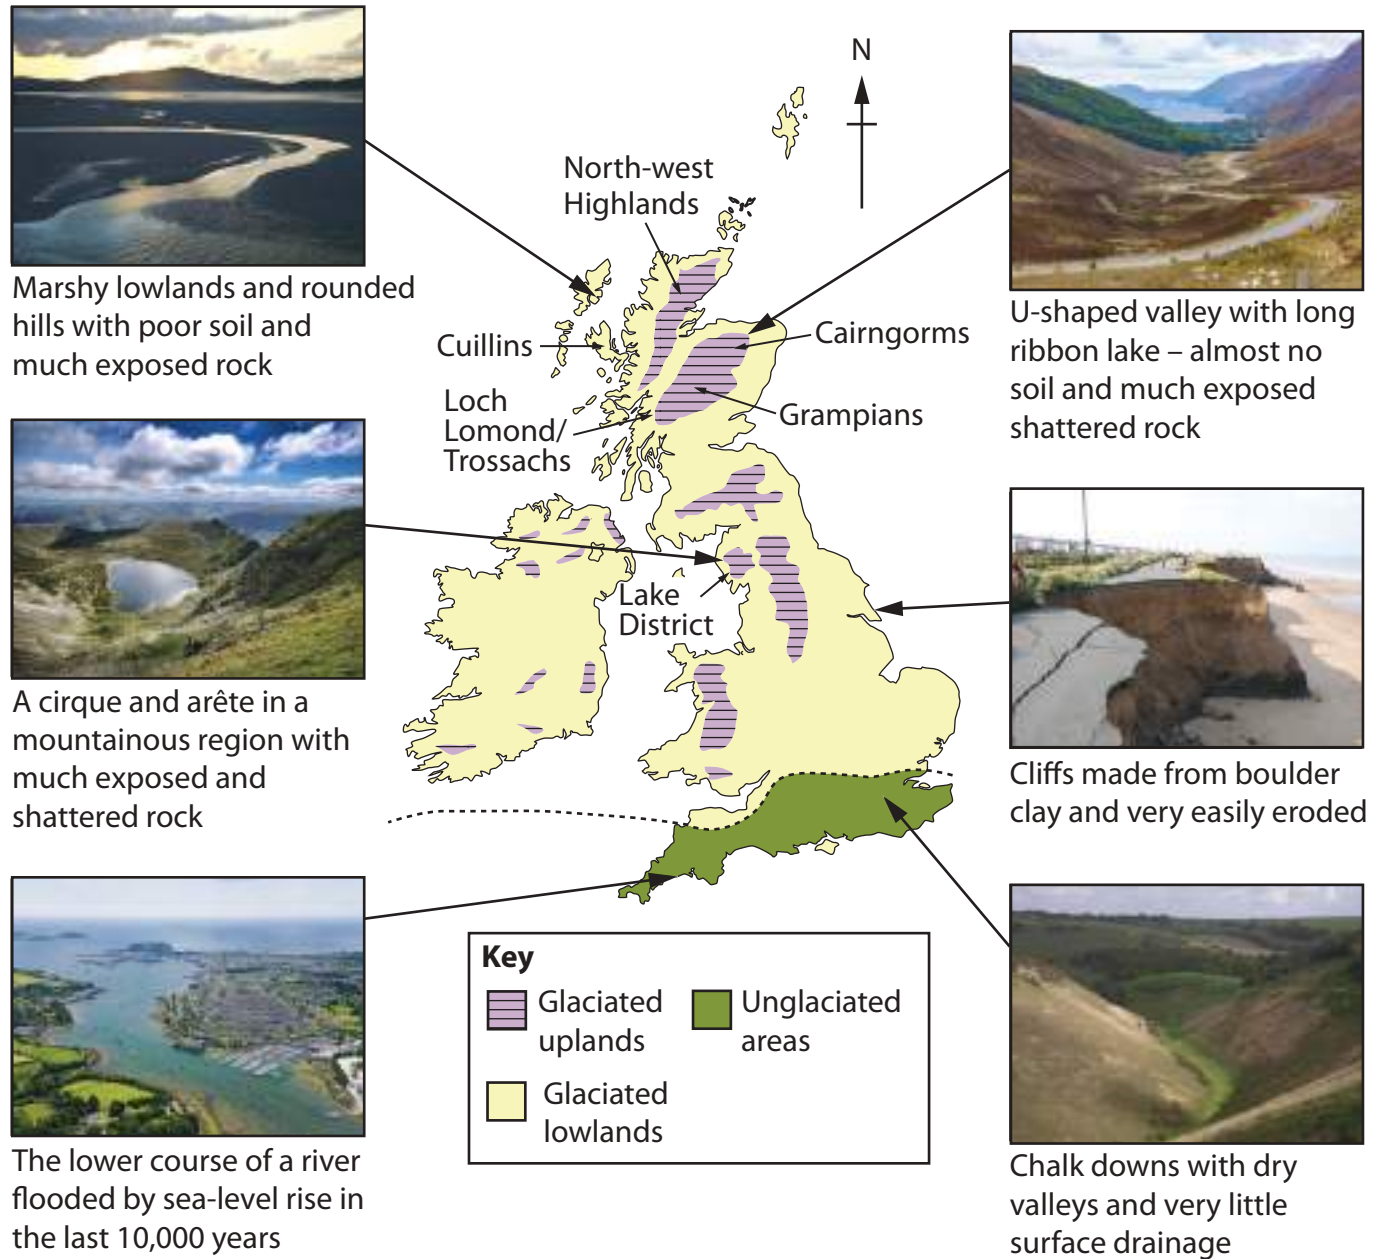 Marshy lowlands and rounded
hills with poor soil and
much exposed rock
A cirque and arête in a
mountainous region with
much exposed and
shattered rock
The lower course of a river
flooded by sea-level rise in
the last 10,000 years
N
North-west
Highlands
Cuillins
Loch
Lomond/
Trossachs
Cairngorms
Grampians
Lake
District
Key
Glaciated
uplands
Unglaciated
areas
Glaciated
lowlands
U-shaped valley with long
ribbon lake – almost no
soil and much exposed
shattered rock
Cliffs made from boulder
clay and very easily eroded
Chalk downs with dry
valleys and very little
surface drainage